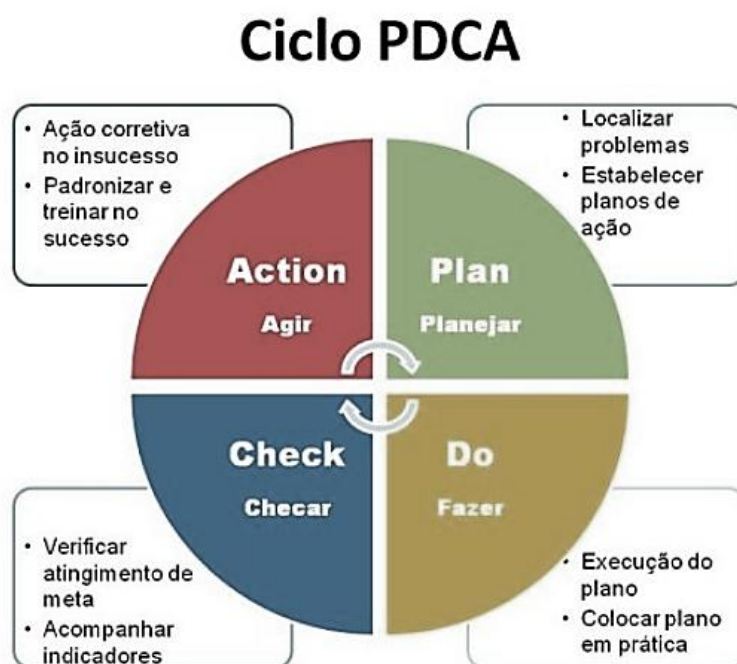 Ciclo PDCA
• Ação corretiva
no insucesso
• Padronizar e
treinar no
sucesso
• Localizar
problemas
• Estabelecer
planos de
ação
Action
Agir
Plan
Planejar
Check
Checar
Do
Fazer
• Verificar
atingimento de
meta
• Acompanhar
indicadores
• Execução do
plano
• Colocar plano
em prática